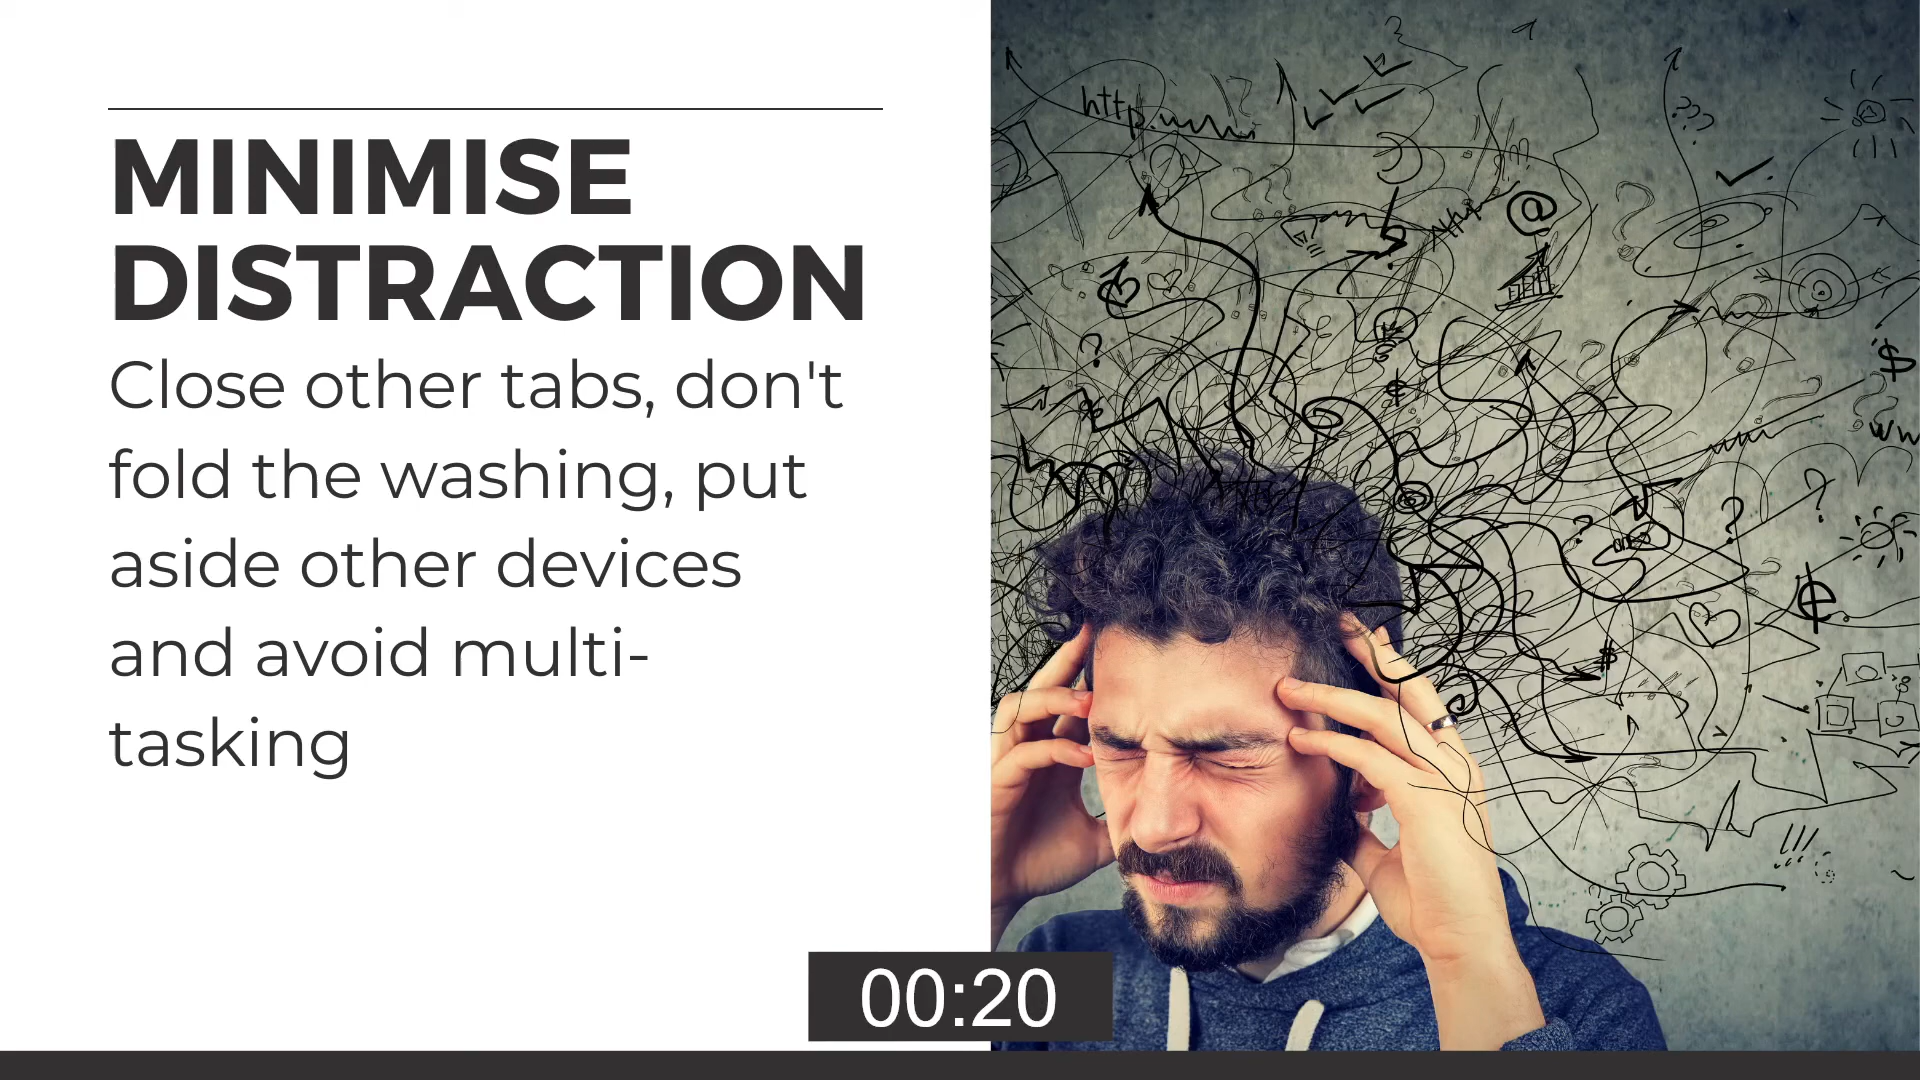 MINIMISE
DISTRACTION
Close other tabs, don't
fold the washing, put
aside other devices
and avoid multi-
tasking
http.
@
00:20